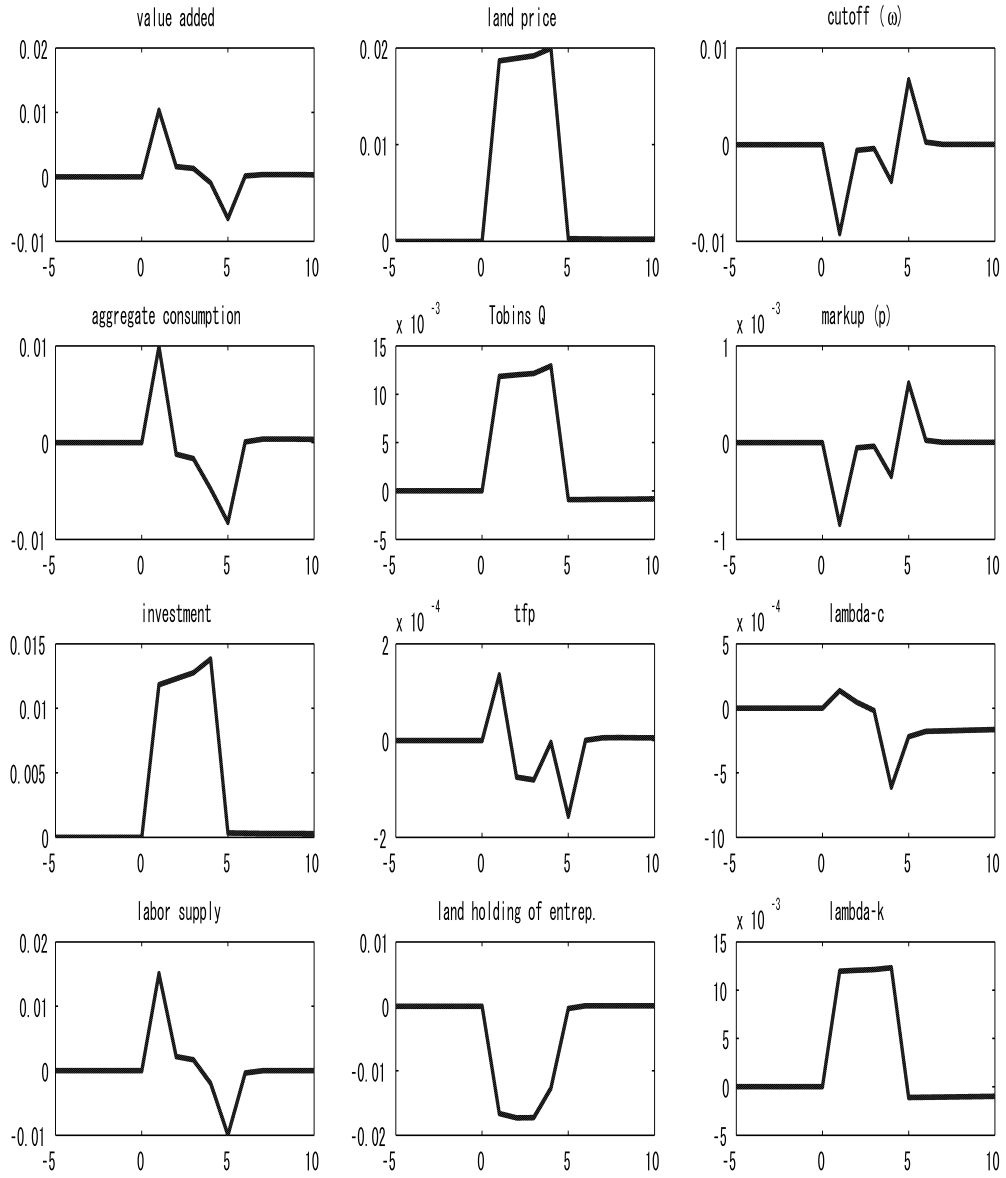 value added
0.02
0.01
0
-0.01
-5 0 5 10
land price
0.02
0.01
0
-5 0 5 10
cutoff (ω)
0.01
0
-0.01
-5 0 5 10
aggregate consumption
0.01
0
-0.01
-5 0 5 10
Tobins Q
x 10 -3
15
10
5
0
-5
-5 0 5 10
markup (p)
x 10 -3
1
0
-1
-5 0 5 10
investment
0.015
0.01
0.005
0
-5 0 5 10
tfp
x 10 -4
2
0
-2
-5 0 5 10
lambda-c
x 10 -4
5
0
-5
-10
-5 0 5 10
labor supply
0.02
0.01
0
-0.01
-5 0 5 10
land holding of entrep.
0.01
0
-0.01
-0.02
-5 0 5 10
lambda-k
x 10 -3
15
10
5
0
-5
-5 0 5 10